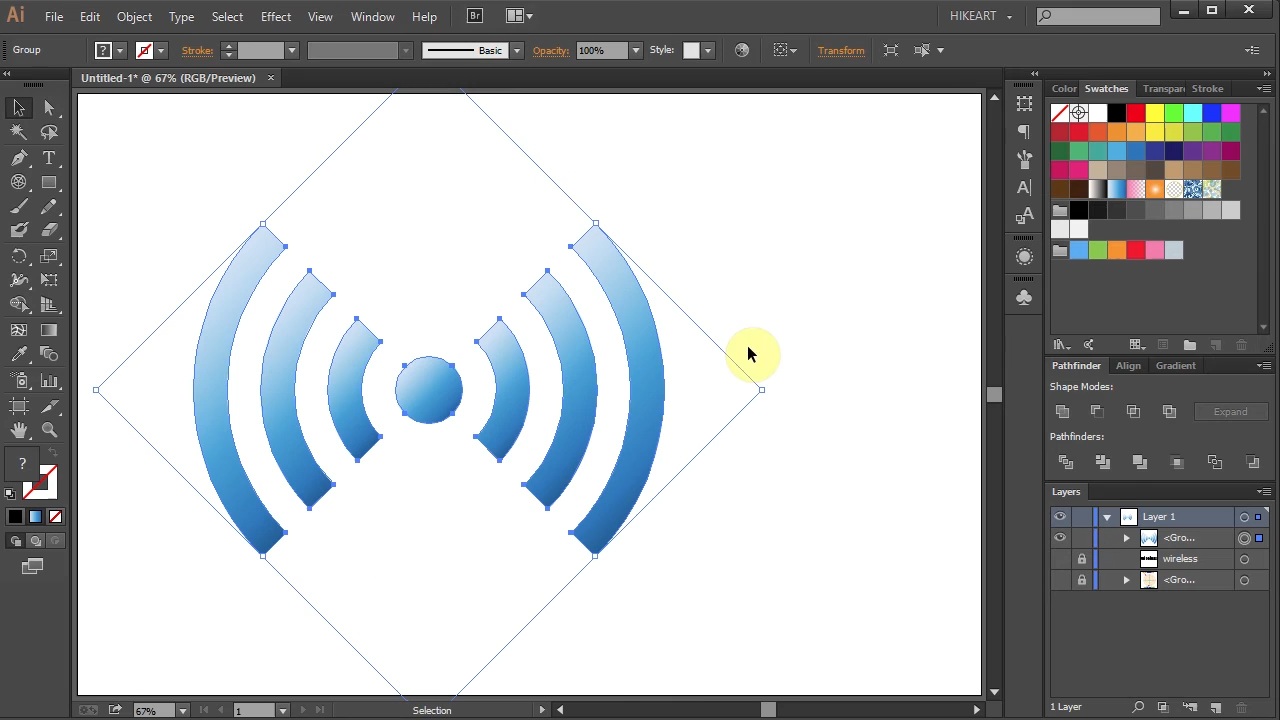 Ai File Edit Object Type Select Effect View Window Help Br HIKEART
Group ? Stroke: Basic Opacity: 100% Style: Transform
Untitled-1* @ 67% (RGB/Preview) ×
Color Swatches Transpar Stroke
Pathfinder Align Gradient
Shape Modes:
Expand
Pathfinders:
Layers
Layer 1
<Gro...
wireless
<Gro...
?
67% 1 Selection 1 Layer